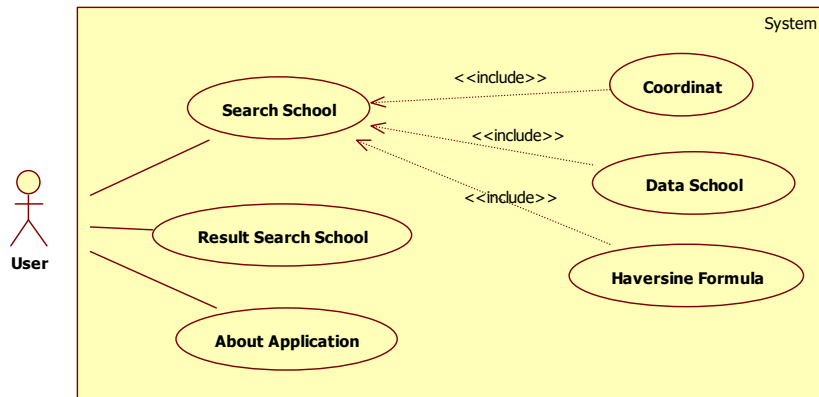 System
<<include>>
Coordinat
Search School
<<include>>
Data School
<<include>>
Result Search School
User
Haversine Formula
About Application